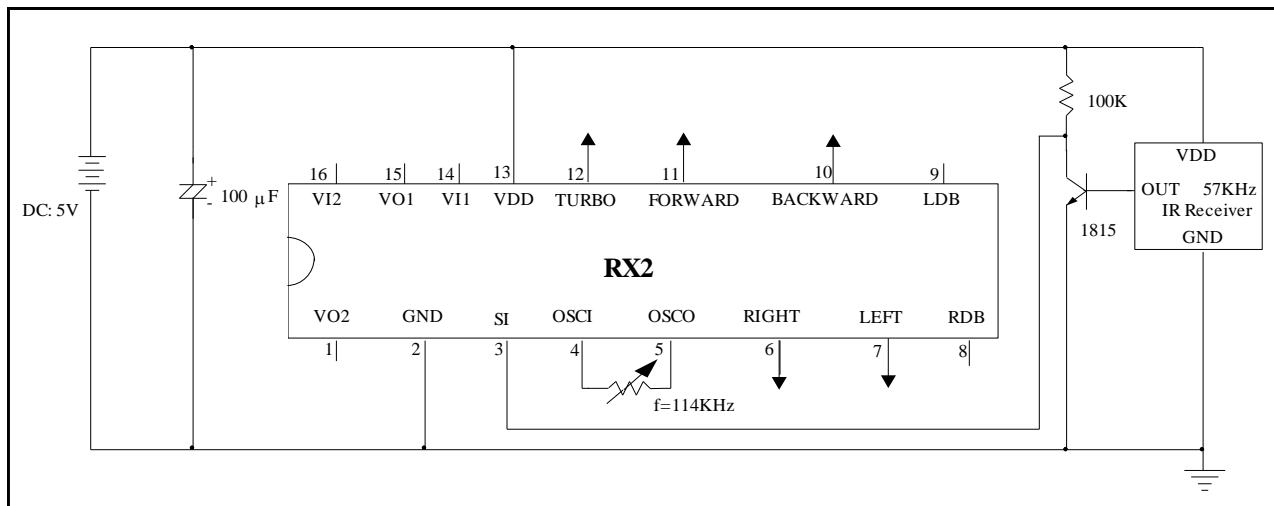 100K
VDD
OUT 57KHz
IR Receiver
GND
1815
DC: 5V
+
-
100 μF
16 15 14 13 12 11 10 9
VI2 VO1 VI1 VDD TURBO FORWARD BACKWARD LDB
RX2
VO2 GND SI OSCI OSCO RIGHT LEFT RDB
1 2 3 4 5 6 7 8
f=114KHz